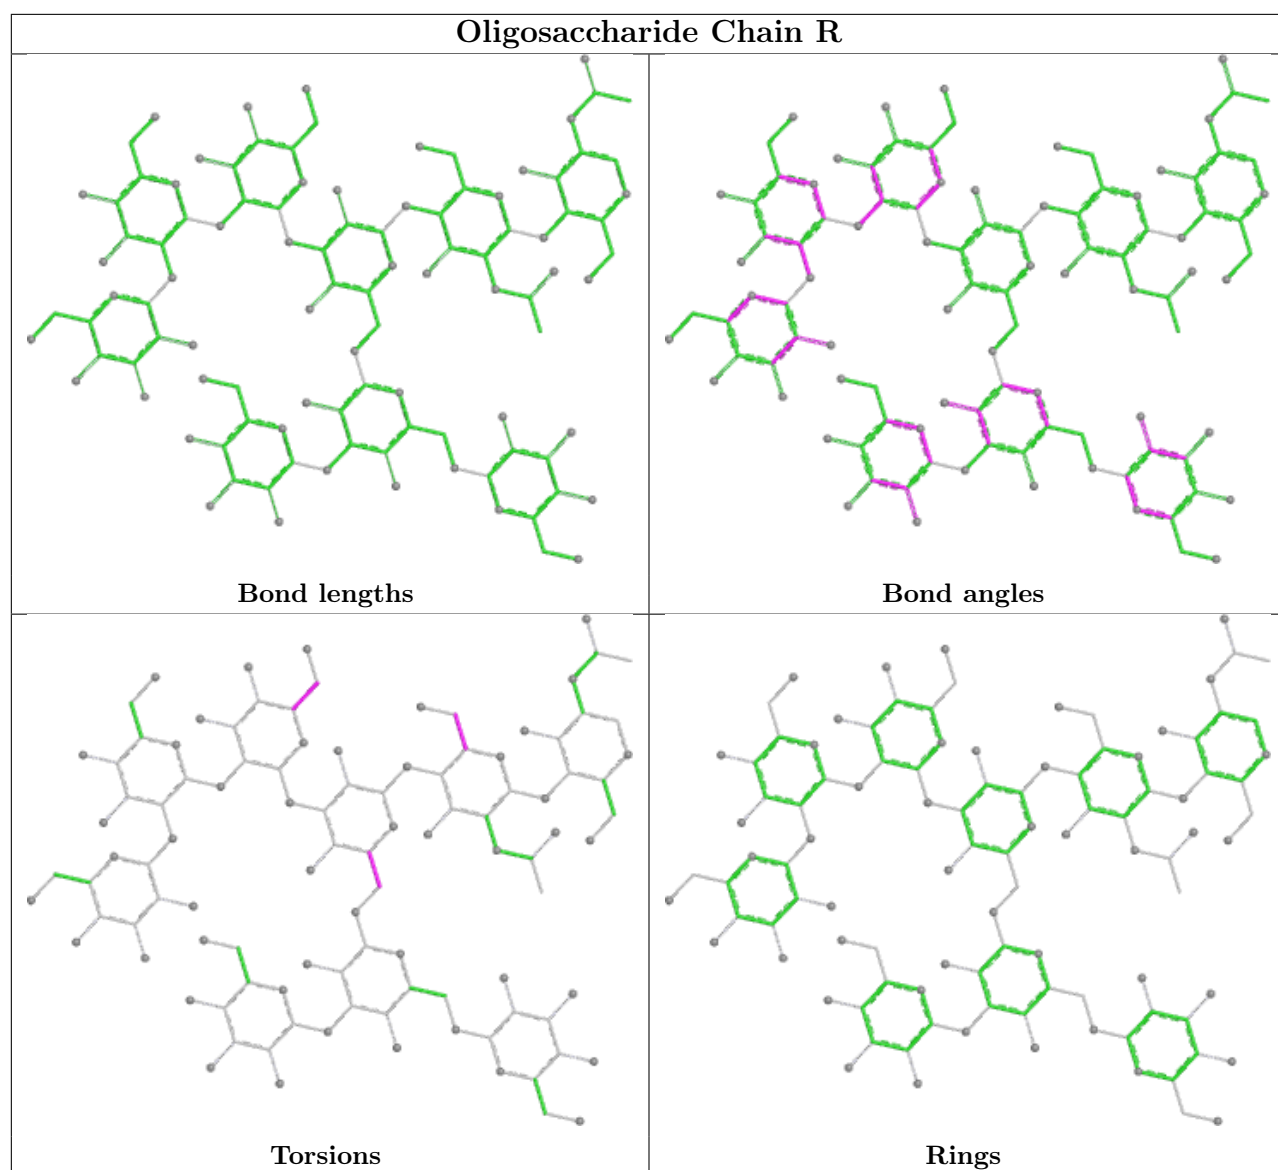 Oligosaccharide Chain R
Bond lengths
Bond angles
Torsions
Rings